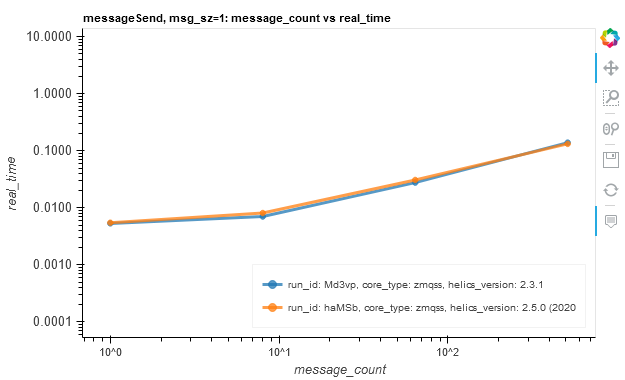 messageSend, msg_sz=1: message_count vs real_time
10.0000
1.0000
0.1000
0.0100
0.0010
0.0001
real_time
run_id: Md3vp, core_type: zmqss, helics_version: 2.3.1
run_id: haMSb, core_type: zmqss, helics_version: 2.5.0 (2020
10^0
10^1
10^2
message_count